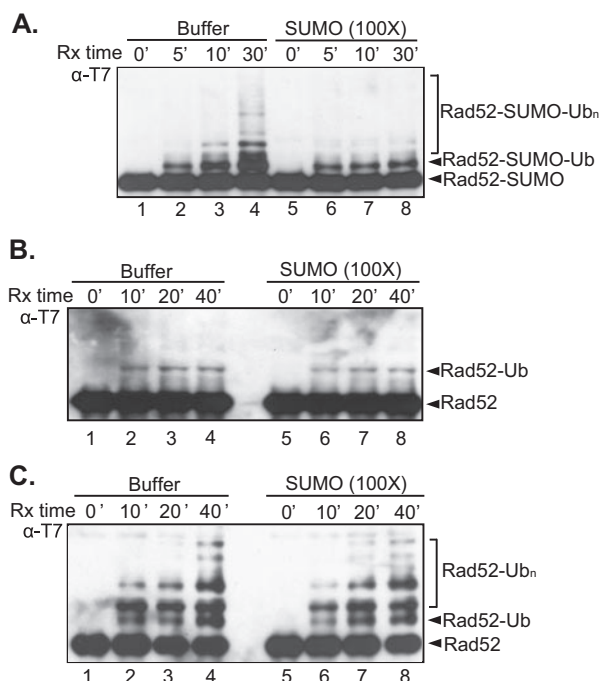 A.
Buffer SUMO (100X)
Rx time 0’ 5’ 10’ 30’ 0’ 5’ 10’ 30’
α-T7
Rad52-SUMO-Ubn
Rad52-SUMO-Ub
Rad52-SUMO
1 2 3 4 5 6 7 8
B.
Buffer SUMO (100X)
Rx time 0’ 10’ 20’ 40’ 0’ 10’ 20’ 40’
α-T7
Rad52-Ub
Rad52
1 2 3 4 5 6 7 8
C.
Buffer SUMO (100X)
Rx time 0’ 10’ 20’ 40’ 0’ 10’ 20’ 40’
α-T7
Rad52-Ubn
Rad52-Ub
Rad52
1 2 3 4 5 6 7 8